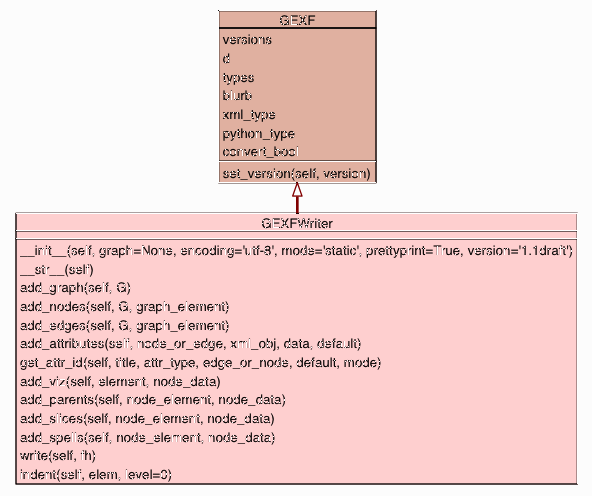 GEXF
versions
d
types
blurb
xml_type
python_type
convert_bool
set_version(self, version)
GEXFWriter
__init__(self, graph=None, encoding='utf-8', mode='static', prettyprint=True, version='1.1draft')
__str__(self)
add_graph(self, G)
add_nodes(self, G, graph_element)
add_edges(self, G, graph_element)
add_attributes(self, node_or_edge, xml_obj, data, default)
get_attr_id(self, title, attr_type, edge_or_node, default, mode)
add_viz(self, element, node_data)
add_parents(self, node_element, node_data)
add_slices(self, node_element, node_data)
add_spells(self, node_element, node_data)
write(self, fh)
indent(self, elem, level=0)